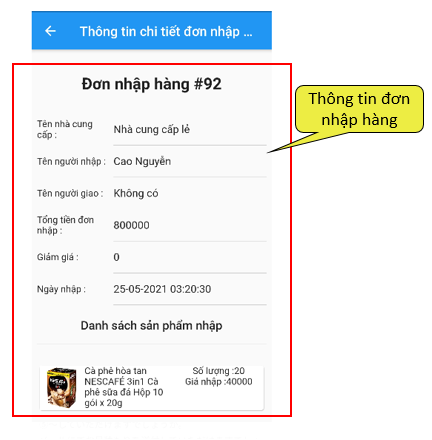 Thông tin chi tiết đơn nhập ...
Đơn nhập hàng #92
Thông tin đơn
nhập hàng
Tên nhà cung
cấp :
Nhà cung cấp lẻ
Tên người nhập :
Cao Nguyên
Tên người giao :
Không có
Tổng tiền đơn
nhập :
800000
Giảm giá :
0
Ngày nhập :
25-05-2021 03:20:30
Danh sách sản phẩm nhập
Cà phê hòa tan
NESCAFÉ 3in1 Cà
phê sữa đá Hộp 10
gói x 20g
Số lượng :20
Giá nhập :40000